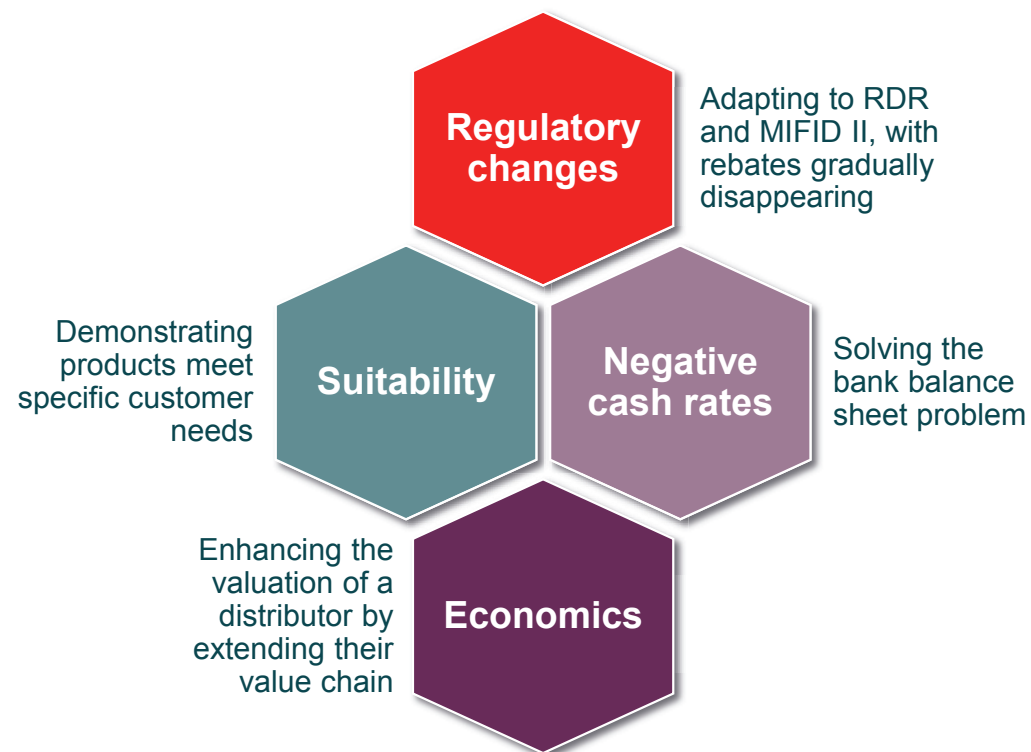 Regulatory
changes
Adapting to RDR
and MIFID II, with
rebates gradually
disappearing
Demonstrating
products meet
specific customer
needs
Suitability
Negative
cash rates
Solving the
bank balance
sheet problem
Enhancing the
valuation of a
distributor by
extending their
value chain
Economics